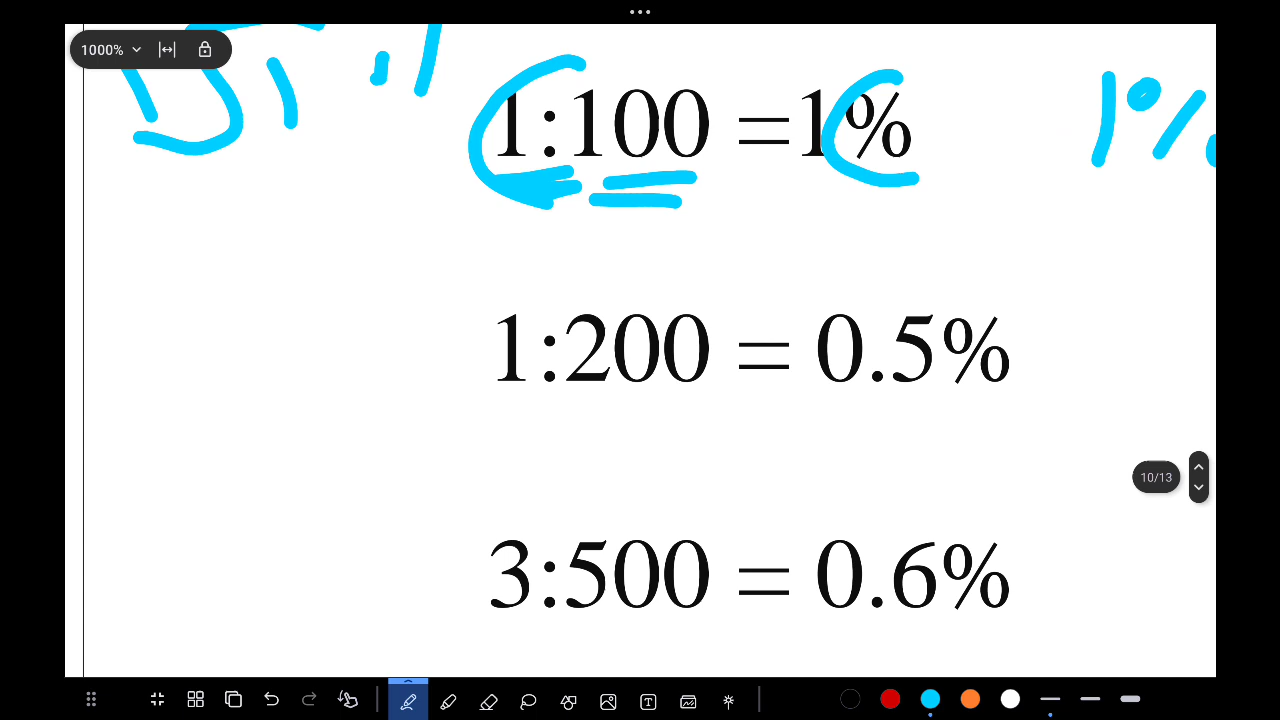 1000%
1:100 =1%
1%
1:200 = 0.5%
10/13
3:500 = 0.6%